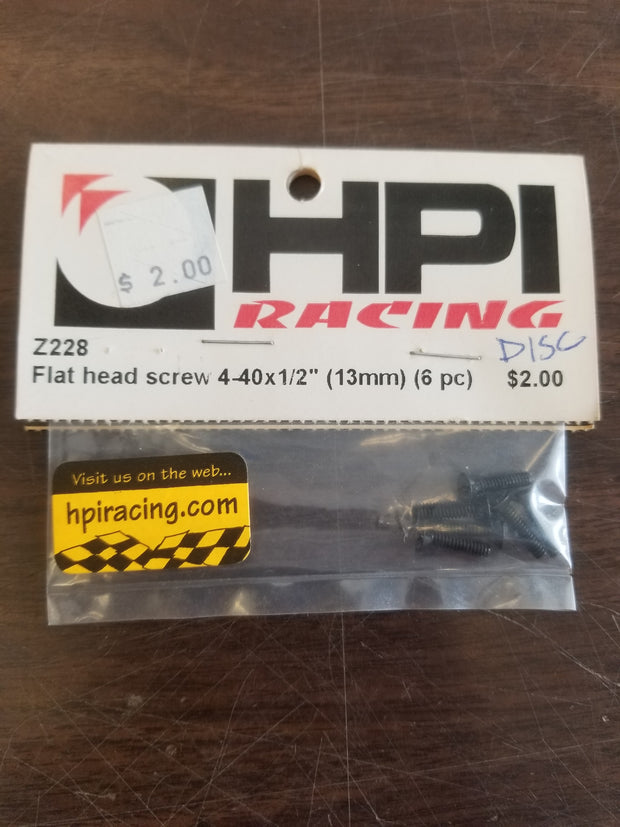 HPI
RACING
$ 2.00
DISC
Z228
Flat head screw 4-40x1/2" (13mm) (6 pc) $2.00
Visit us on the web...
hpiracing.com